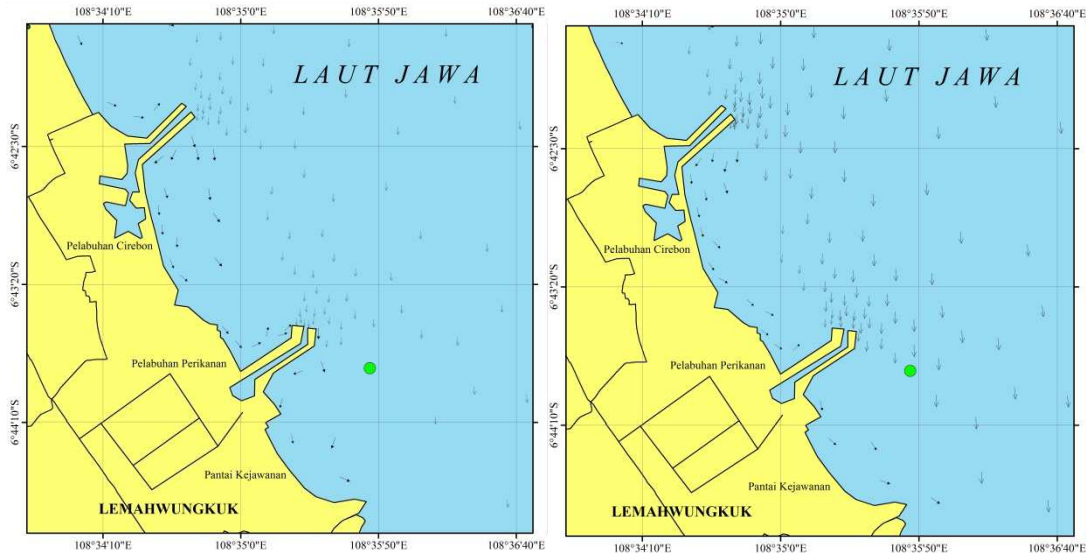 108°34'10"E 108°35'0"E 108°35'50"E 108°36'40"E
LAUT JAWA
6°42'30"S
Pelabuhan Cirebon
6°43'20"S
Pelabuhan Perikanan
6°44'10"S
Pantai Kejawanan
LEMAHWUNGKUK
108°34'10"E 108°35'0"E 108°35'50"E 108°36'40"E
108°34'10"E 108°35'0"E 108°35'50"E 108°36'40"E
LAUT JAWA
6°42'30"S
Pelabuhan Cirebon
6°43'20"S
Pelabuhan Perikanan
6°44'10"S
Pantai Kejawanan
LEMAHWUNGKUK
108°34'10"E 108°35'0"E 108°35'50"E 108°36'40"E